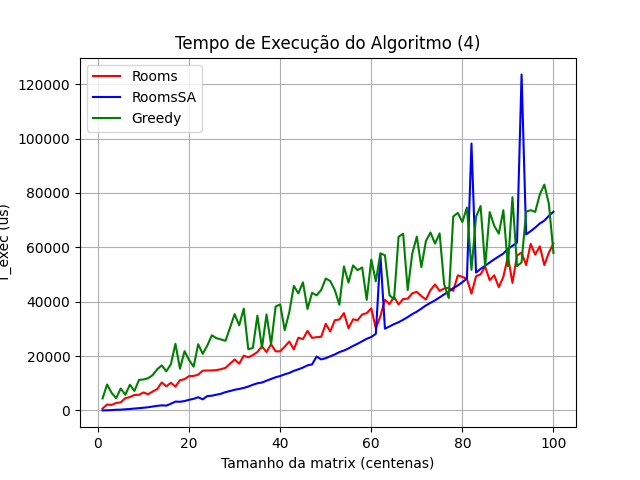 Tempo de Execução do Algoritmo (4)
Rooms
RoomsSA
Greedy
120000
100000
80000
60000
40000
20000
0
T_exec (us)
0 20 40 60 80 100
Tamanho da matrix (centenas)